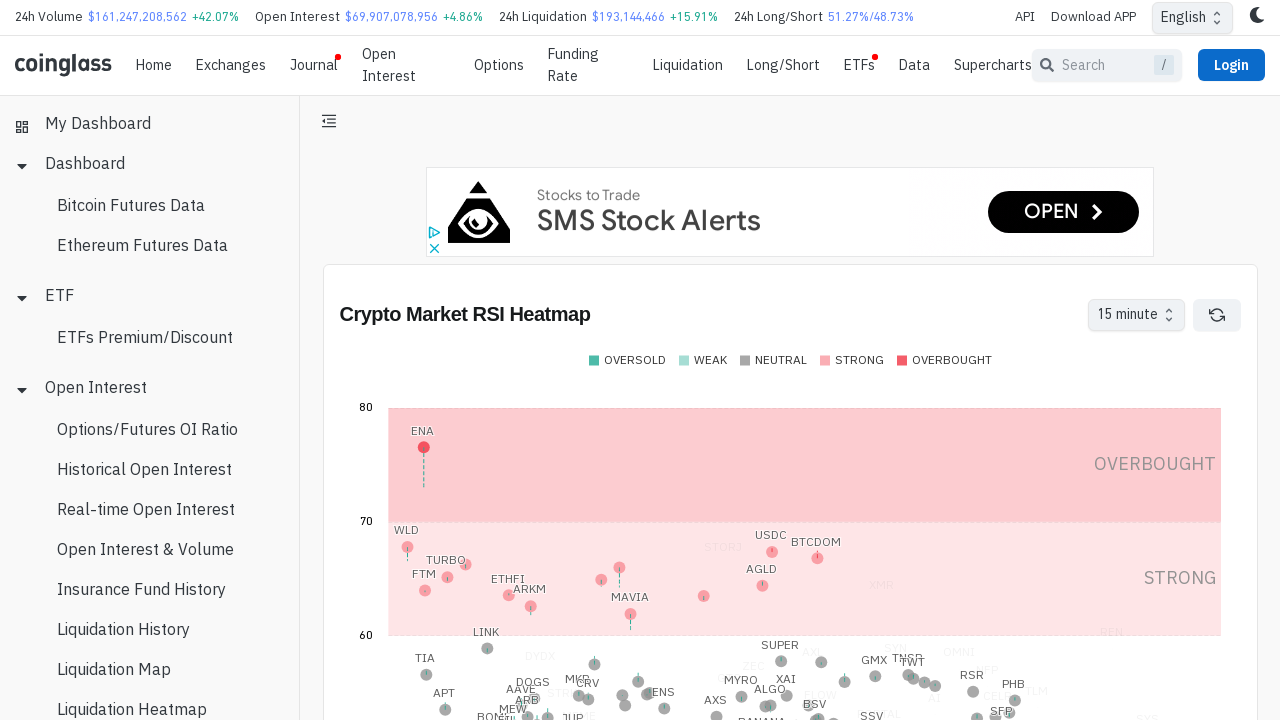 24h Volume $161,247,208,562 +42.07% Open Interest $69,907,078,956 +4.86% 24h Liquidation $193,144,466 +15.91% 24h Long/Short 51.27%/48.73% API Download APP English
coinglass Home Exchanges Journal Open Interest Options Funding Rate Liquidation Long/Short ETFs Data Supercharts Search / Login
My Dashboard
Dashboard
Bitcoin Futures Data
Ethereum Futures Data
ETF
ETFs Premium/Discount
Open Interest
Options/Futures OI Ratio
Historical Open Interest
Real-time Open Interest
Open Interest & Volume
Insurance Fund History
Liquidation History
Liquidation Map
Liquidation Heatmap
Stocks to Trade
SMS Stock Alerts
OPEN
Crypto Market RSI Heatmap
15 minute
OVERSOLD WEAK NEUTRAL STRONG OVERBOUGHT
80
ENA
OVERBOUGHT
70
WLD
USDC
BTCDOM
STORJ
TURBO
AGLD
FTM
STRONG
ETHFI
XMR
ARKM
MAVIA
60
LINK
REN
SUPER
TIA
DYDX
GMX
TNSR
TWT
OMNI
ZEC
RSR
MYRO
XAI
DOGS
CRV
PHB
APT
AAVE
ENS
ALGO
ARB
AXS
BSV
MEW
SFP
JUP
SSV